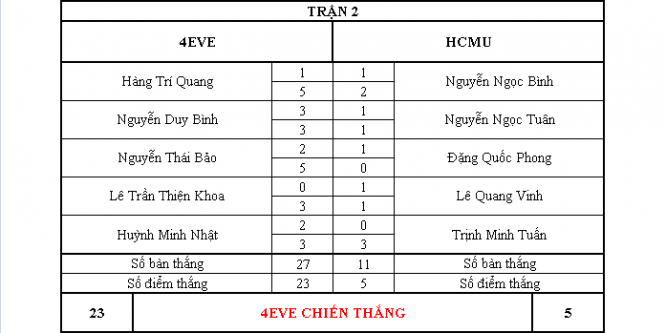 TRẬN 2
4EVE HCMU
Hàng Trí Quang 1 1 Nguyễn Ngọc Bình
5 2
Nguyễn Duy Bình 3 1 Nguyễn Ngọc Tuân
3 1
Nguyễn Thái Bảo 2 1 Đặng Quốc Phong
5 0
Lê Trần Thiện Khoa 0 1 Lê Quang Vinh
3 1
Huỳnh Minh Nhật 2 0 Trịnh Minh Tuấn
3 3
Số bàn thắng 27 11 Số bàn thắng
Số điểm thắng 23 5 Số điểm thắng
23 4EVE CHIẾN THẮNG 5